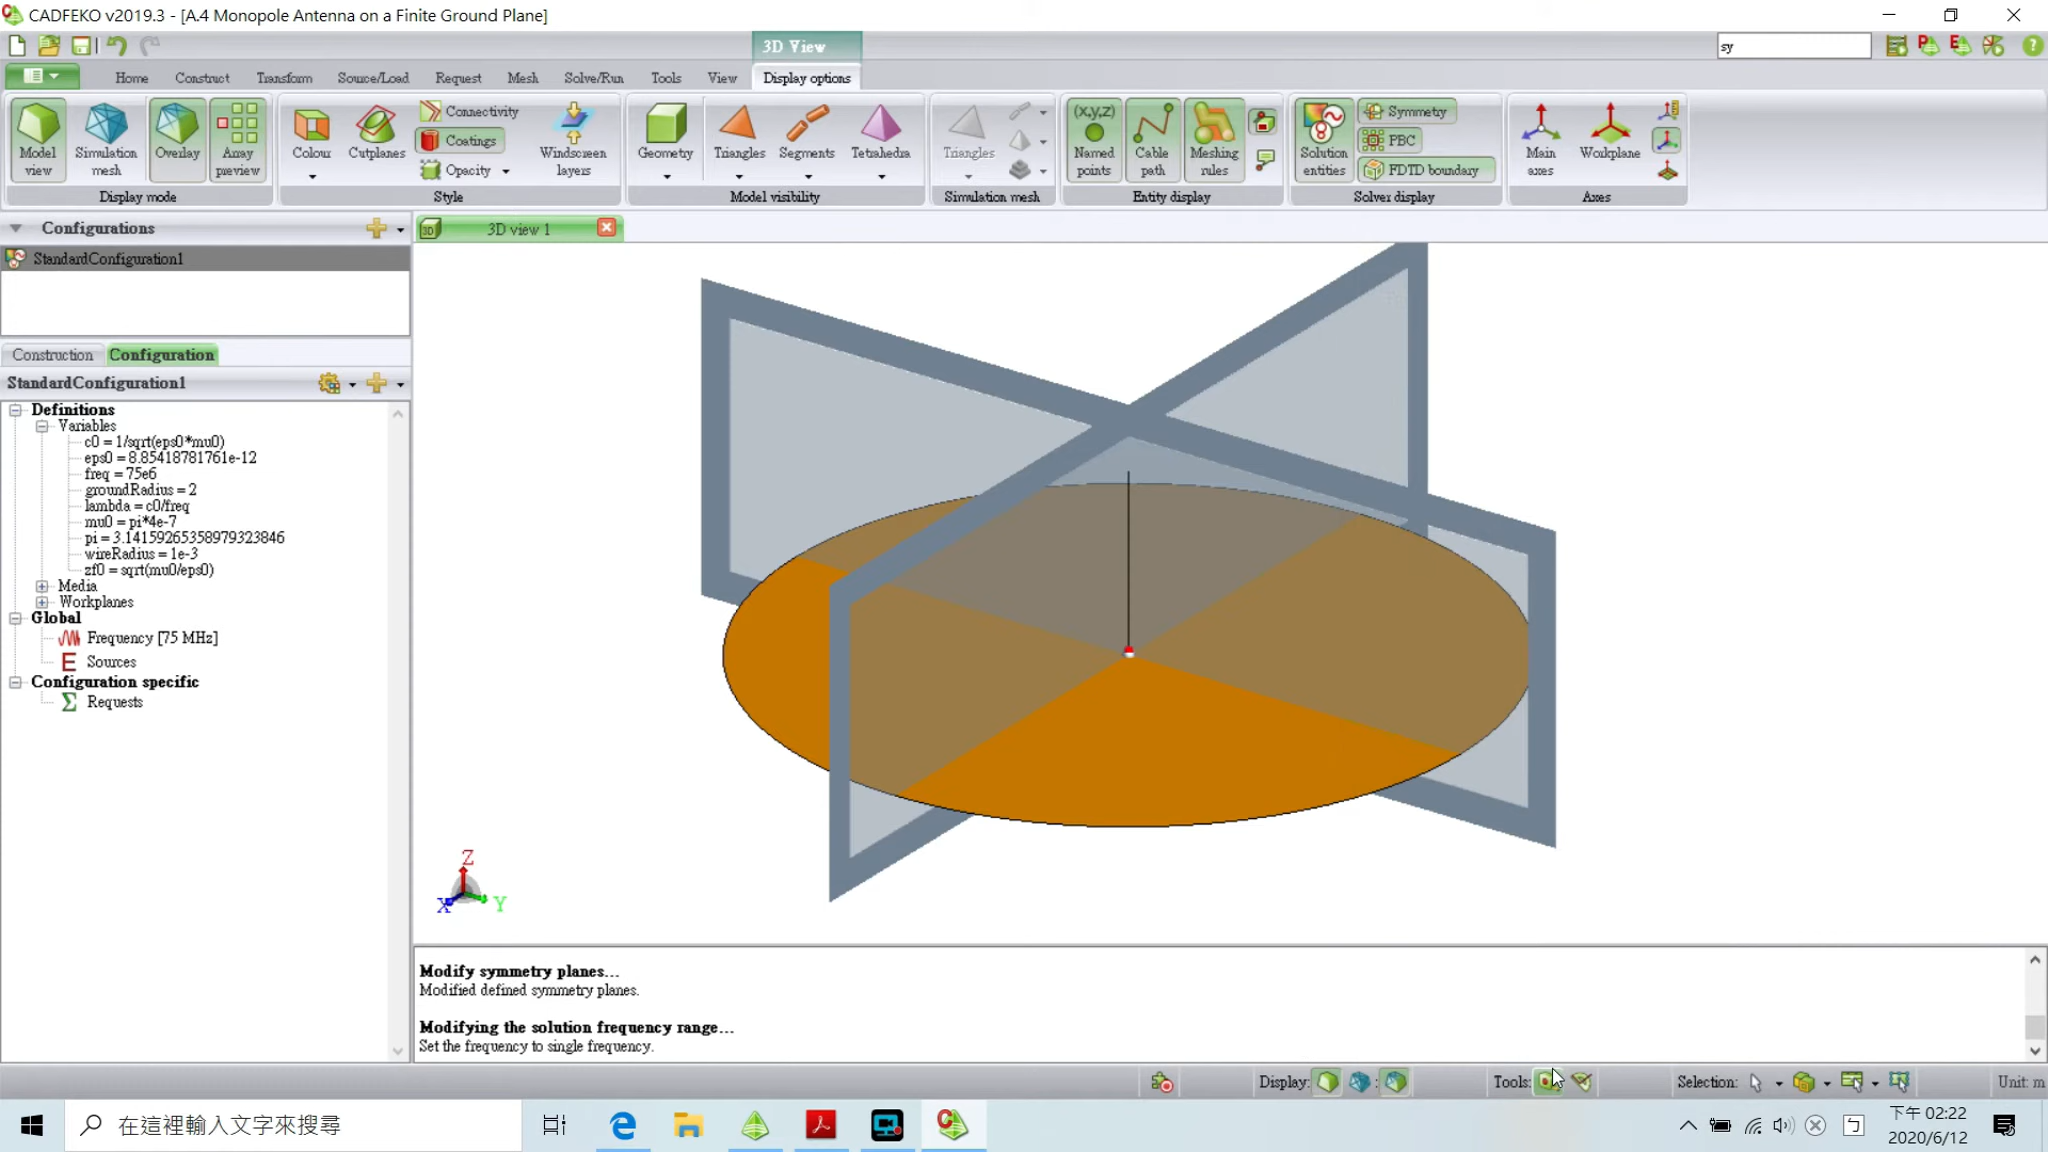 CADFEKO v2019.3 - [A.4 Monopole Antenna on a Finite Ground Plane]
3D View
sy
Home Construct Transform Source/Load Request Mesh Solve/Run Tools View Display options
Model view
Simulation mesh
Overlay
Array preview
Display mode
Colour
Cutplanes
Connectivity
Coatings
Opacity
Windscreen layers
Style
Geometry
Triangles
Segments
Tetrahedra
Model visibility
Triangles
Simulation mesh
(x,y,z)
Named points
Cable path
Meshing rules
Entity display
Solution entities
Symmetry
PBC
FDTD boundary
Solver display
Main axes
Workplane
Axes
Configurations
StandardConfiguration1
3D view 1
Construction Configuration
StandardConfiguration1
Definitions
Variables
c0 = 1/sqrt(eps0*mu0)
eps0 = 8.85418781761e-12
freq = 75e6
groundRadius = 2
lambda = c0/freq
mu0 = pi*4e-7
pi = 3.14159265358979323846
wireRadius = 1e-3
zf0 = sqrt(mu0/eps0)
Media
Workplanes
Global
Frequency [75 MHz]
Sources
Configuration specific
Requests
Z
X
Y
Modify symmetry planes...
Modified defined symmetry planes.
Modifying the solution frequency range...
Set the frequency to single frequency.
Display: Tools: Selection: Unit: m
在這裡輸入文字來搜尋
下午 02:22
2020/6/12